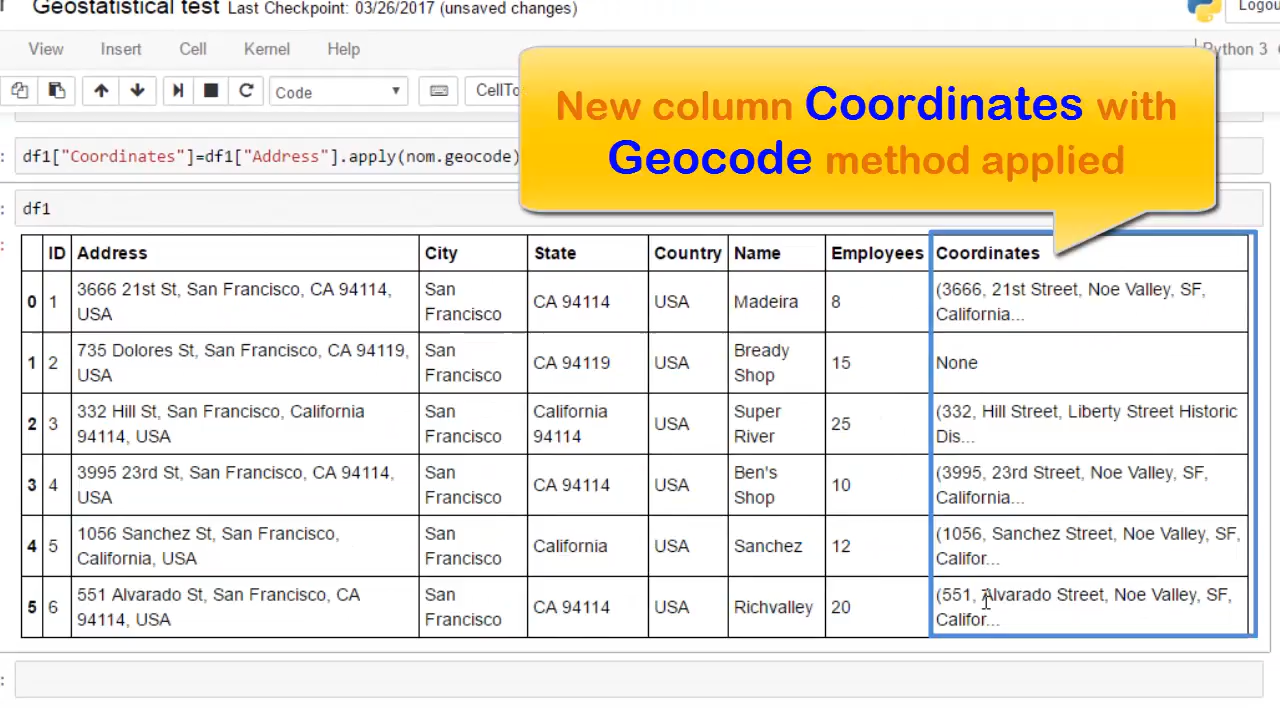 Geostatistical test Last Checkpoint: 03/26/2017 (unsaved changes)
View Insert Cell Kernel Help
Python 3
Code
New column Coordinates with
Geocode method applied
: df1["Coordinates"]=df1["Address"].apply(nom.geocode)
: df1
ID Address City State Country Name Employees Coordinates
0 1 3666 21st St, San Francisco, CA 94114, San CA 94114 USA Madeira 8 (3666, 21st Street, Noe Valley, SF,
USA Francisco California...
1 2 735 Dolores St, San Francisco, CA 94119, San CA 94119 USA Bready 15 None
USA Francisco Shop
2 3 332 Hill St, San Francisco, California San California USA Super 25 (332, Hill Street, Liberty Street Historic
94114, USA Francisco 94114 River Dis...
3 4 3995 23rd St, San Francisco, CA 94114, San CA 94114 USA Ben's 10 (3995, 23rd Street, Noe Valley, SF,
USA Francisco Shop California...
4 5 1056 Sanchez St, San Francisco, San California USA Sanchez 12 (1056, Sanchez Street, Noe Valley, SF,
California, USA Francisco Califor...
5 6 551 Alvarado St, San Francisco, CA San CA 94114 USA Richvalley 20 (551, Alvarado Street, Noe Valley, SF,
94114, USA Francisco Califor...
: